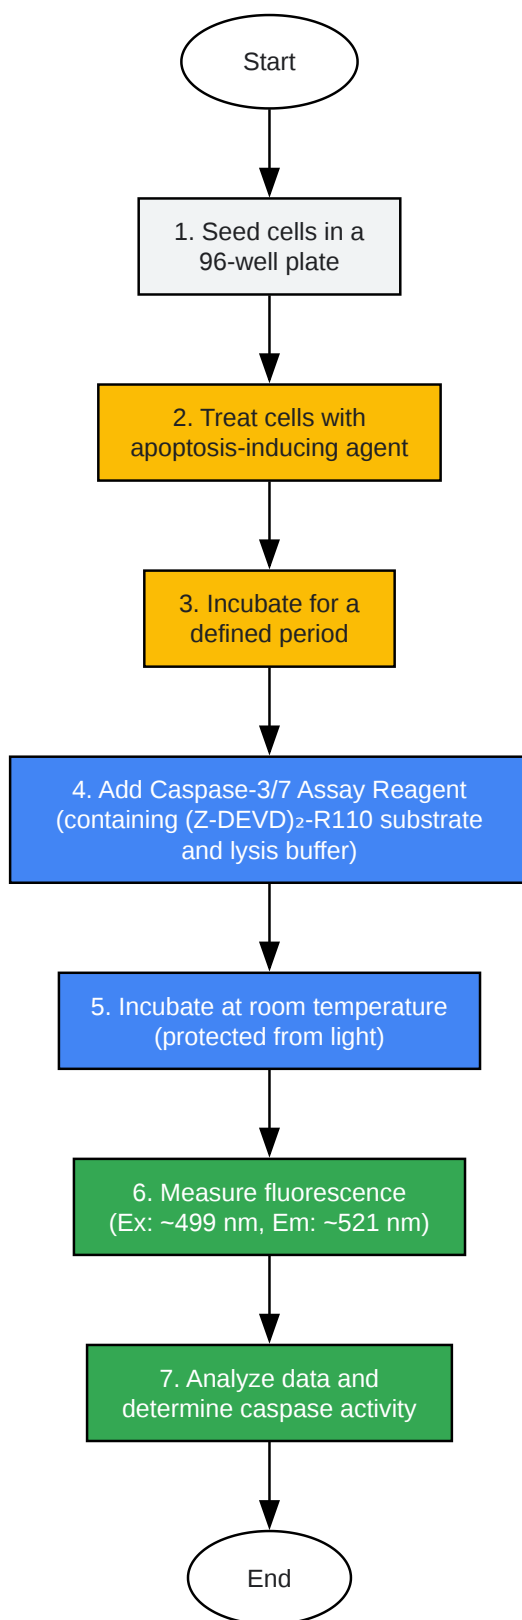 Start
1. Seed cells in a
96-well plate
2. Treat cells with
apoptosis-inducing agent
3. Incubate for a
defined period
4. Add Caspase-3/7 Assay Reagent
(containing (Z-DEVD)₂-R110 substrate
and lysis buffer)
5. Incubate at room temperature
(protected from light)
6. Measure fluorescence
(Ex: ~499 nm, Em: ~521 nm)
7. Analyze data and
determine caspase activity
End